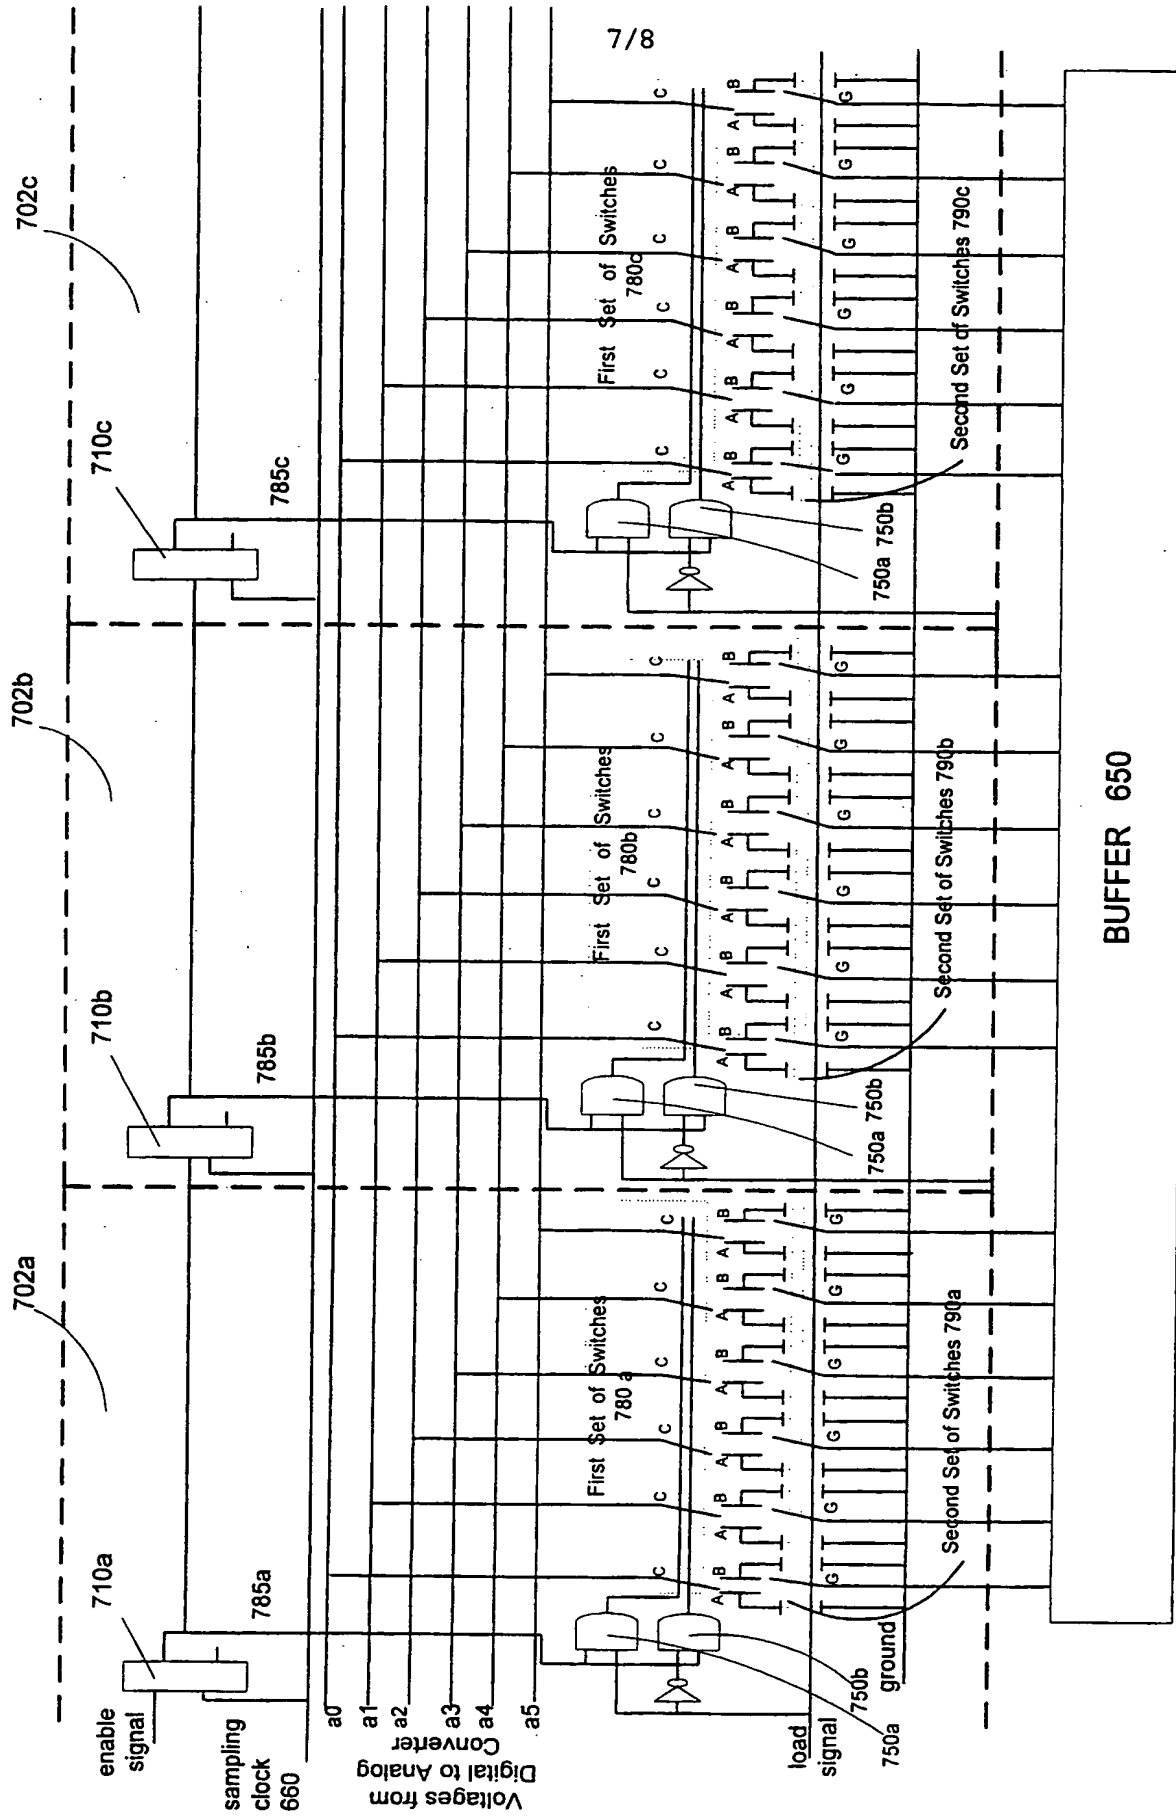 7/8
702a
702b
702c
710a
710b
710c
enable
signal
785a
785b
785c
sampling
clock
660
a0
a1
a2
a3
a4
a5
Voltages from
Digital to Analog
Converter
First Set of Switches
780 a
First Set of Switches
780b
First Set of Switches
780c
C C C C C C
C C C C C C
C C C C C C
A B A B A B A B A B A B
A B A B A B A B A B A B
A B A B A B A B A B A B
load
signal
G G G G G G
G G G G G G
G G G G G G
750b
750a
750a 750b
750a 750b
ground
Second Set of Switches 790a
Second Set of Switches 790b
Second Set of Switches 790c
BUFFER 650